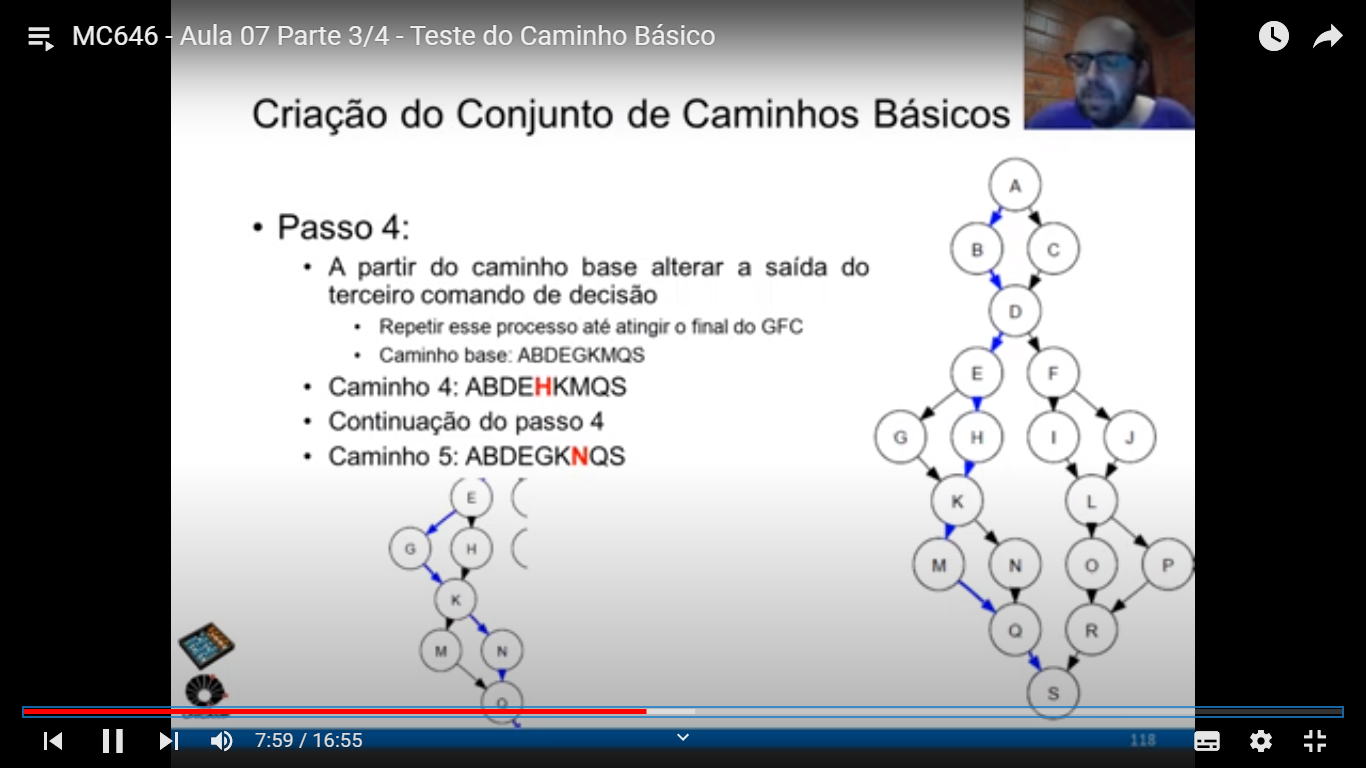 MC646 - Aula 07 Parte 3/4 - Teste do Caminho Básico
Criação do Conjunto de Caminhos Básicos
• Passo 4:
• A partir do caminho base alterar a saída do
terceiro comando de decisão
• Repetir esse processo até atingir o final do GFC
• Caminho base: ABDEGKMQS
• Caminho 4: ABDEHKMQS
• Continuação do passo 4
• Caminho 5: ABDEGKNQS
E
G H
K
M N
Q
A
B C
D
E F
G H I J
K L
M N O P
Q R
S
7:59 / 16:55
118